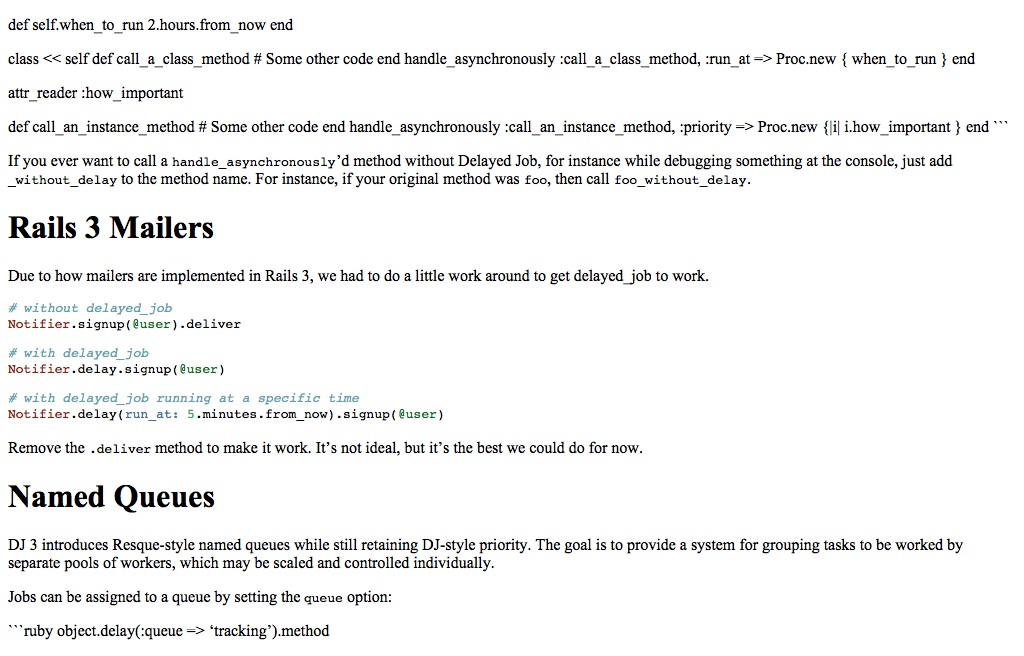 def self.when_to_run 2.hours.from_now end
class << self def call_a_class_method # Some other code end handle_asynchronously :call_a_class_method, :run_at => Proc.new { when_to_run } end
attr_reader :how_important
def call_an_instance_method # Some other code end handle_asynchronously :call_an_instance_method, :priority => Proc.new {|i| i.how_important } end ```
If you ever want to call a handle_asynchronously’d method without Delayed Job, for instance while debugging something at the console, just add
_without_delay to the method name. For instance, if your original method was foo, then call foo_without_delay.
Rails 3 Mailers
Due to how mailers are implemented in Rails 3, we had to do a little work around to get delayed_job to work.
# without delayed_job
Notifier.signup(@user).deliver
# with delayed_job
Notifier.delay.signup(@user)
# with delayed_job running at a specific time
Notifier.delay(run_at: 5.minutes.from_now).signup(@user)
Remove the .deliver method to make it work. It’s not ideal, but it’s the best we could do for now.
Named Queues
DJ 3 introduces Resque-style named queues while still retaining DJ-style priority. The goal is to provide a system for grouping tasks to be worked by
separate pools of workers, which may be scaled and controlled individually.
Jobs can be assigned to a queue by setting the queue option:
```ruby object.delay(:queue => ‘tracking’).method